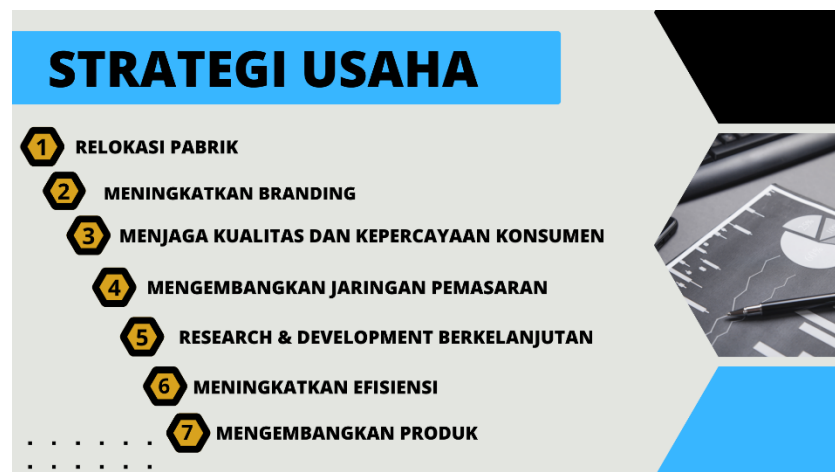 STRATEGI USAHA
1 RELOKASI PABRIK
2 MENINGKATKAN BRANDING
3 MENJAGA KUALITAS DAN KEPERCAYAAN KONSUMEN
4 MENGEMBANGKAN JARINGAN PEMASARAN
5 RESEARCH & DEVELOPMENT BERKELANJUTAN
6 MENINGKATKAN EFISIENSI
7 MENGEMBANGKAN PRODUK